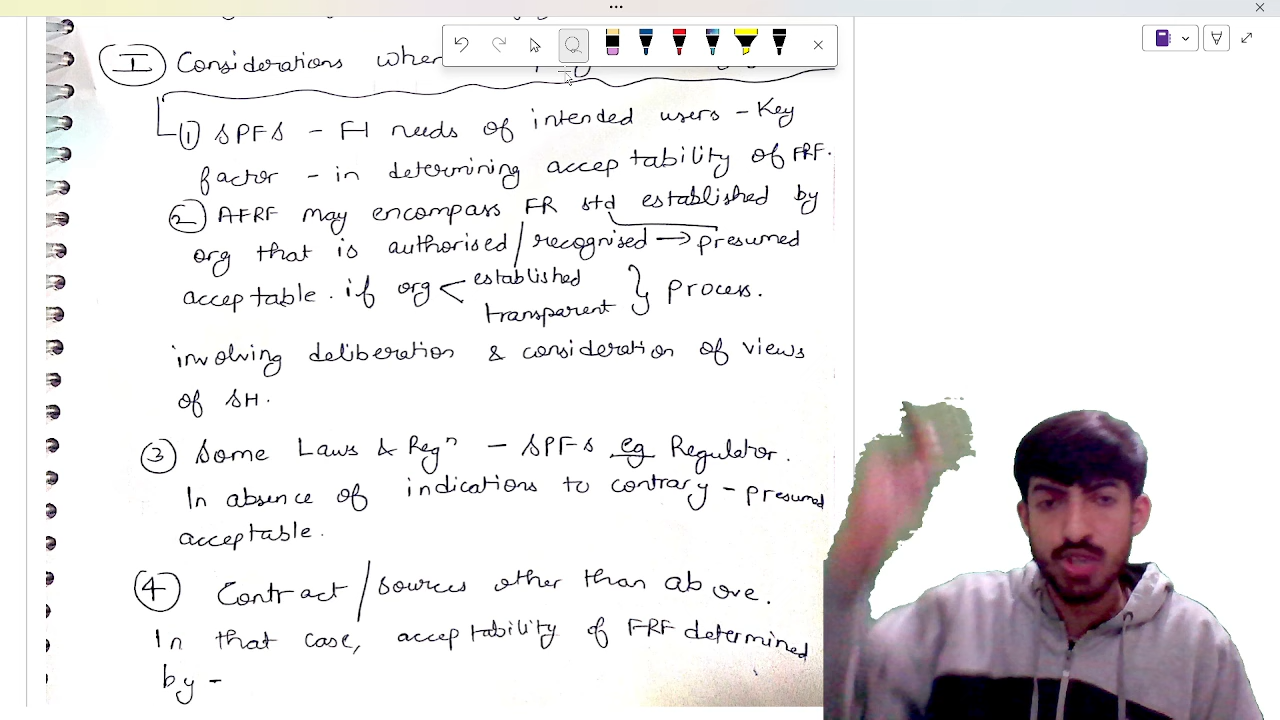 I Considerations when
(1) SPFS - FI needs of intended users - Key
factor - in determining acceptability of FRF.
(2) AFRF may encompass FR std established by
org that is authorised / recognised → presumed
acceptable. if org < established } process.
transparent
involving deliberation & consideration of views
of SH.
(3) Some Laws & Regn - SPFS eg Regulator.
In absence of indications to contrary - presumed
acceptable.
(4) Contract / sources other than above.
In that case, acceptability of FRF determined
by -